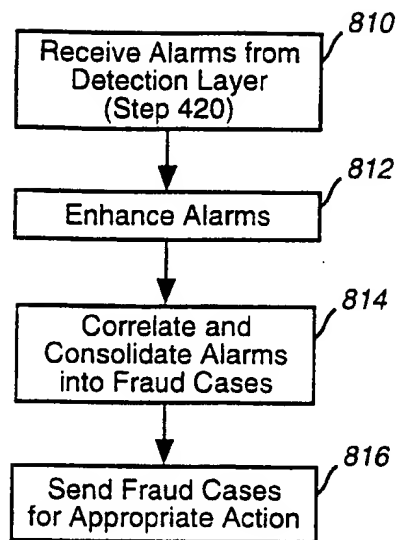 810
Receive Alarms from
Detection Layer
(Step 420)
812
Enhance Alarms
814
Correlate and
Consolidate Alarms
into Fraud Cases
816
Send Fraud Cases
for Appropriate Action